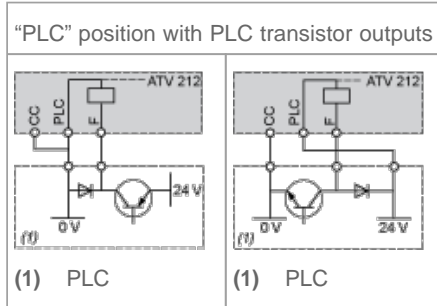 “PLC” position with PLC transistor outputs
ATV 212
CC
PLC
F
24 V
0 V
(1)
(1) PLC
ATV 212
CC
PLC
F
0 V
24 V
(1)
(1) PLC